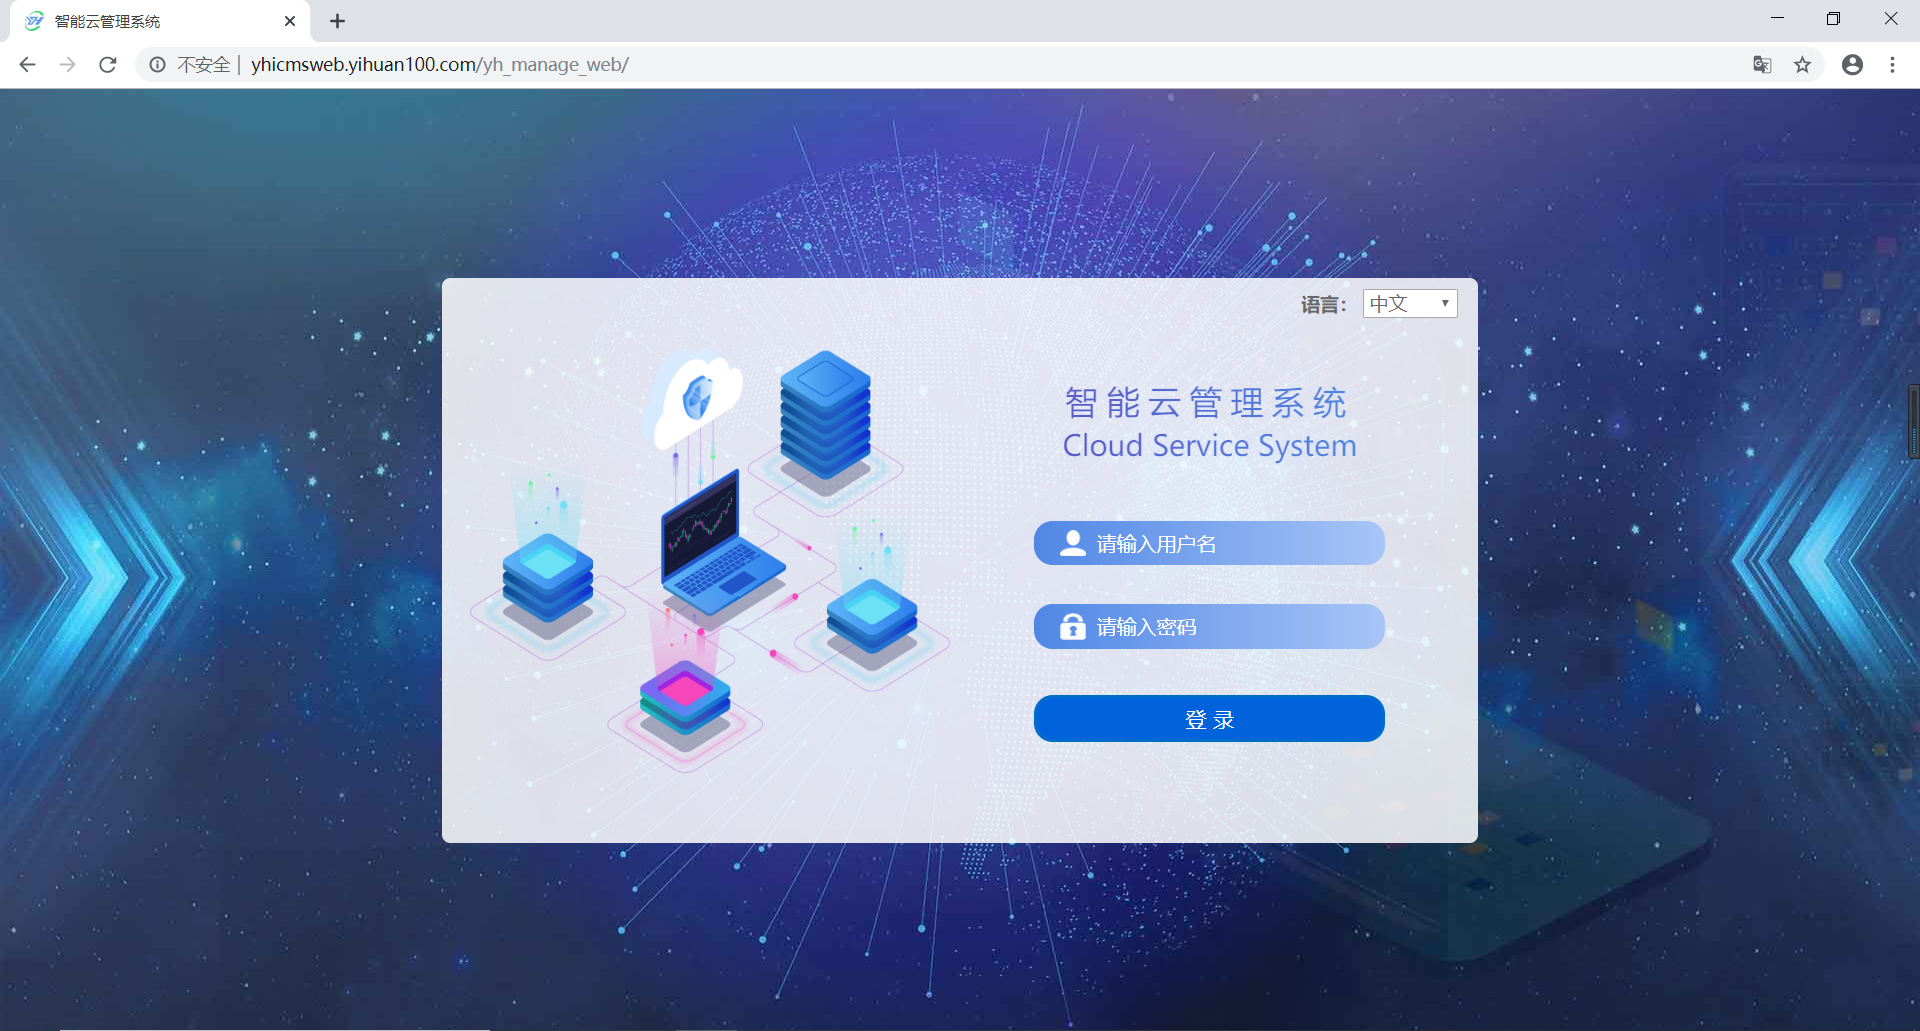 智能云管理系统
不安全 | yhicmsweb.yihuan100.com/yh_manage_web/
语言： 中文
智能云管理系统
Cloud Service System
请输入用户名
请输入密码
登 录